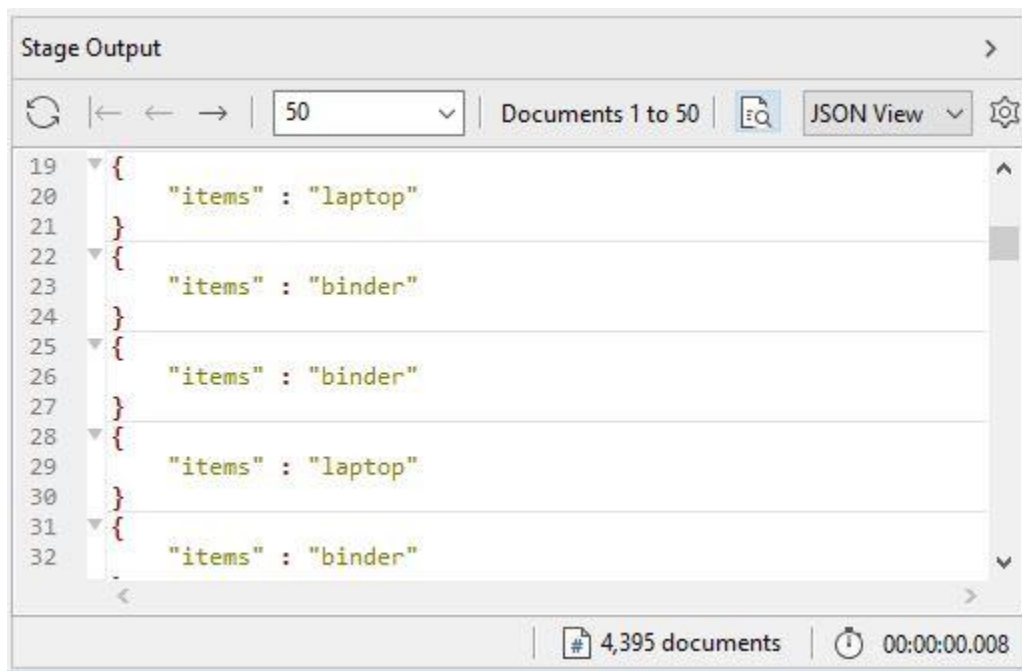 Stage Output
50 Documents 1 to 50 JSON View
19 {
20 "items" : "laptop"
21 }
22 {
23 "items" : "binder"
24 }
25 {
26 "items" : "binder"
27 }
28 {
29 "items" : "laptop"
30 }
31 {
32 "items" : "binder"
# 4,395 documents 00:00:00.008